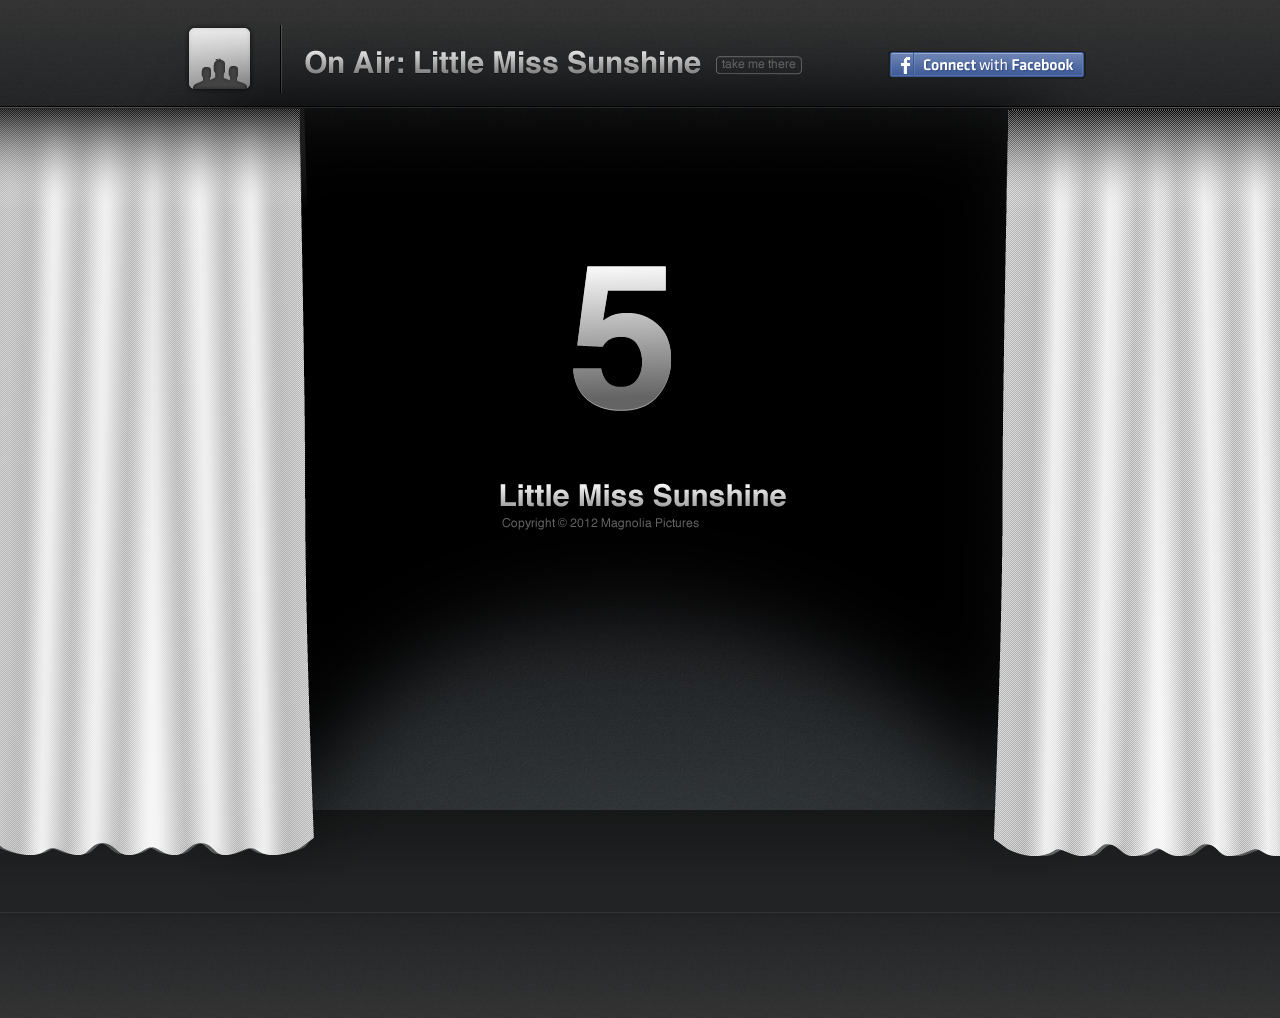 On Air: Little Miss Sunshine
take me there
Connect with Facebook
5
Little Miss Sunshine
Copyright © 2012 Magnolia Pictures